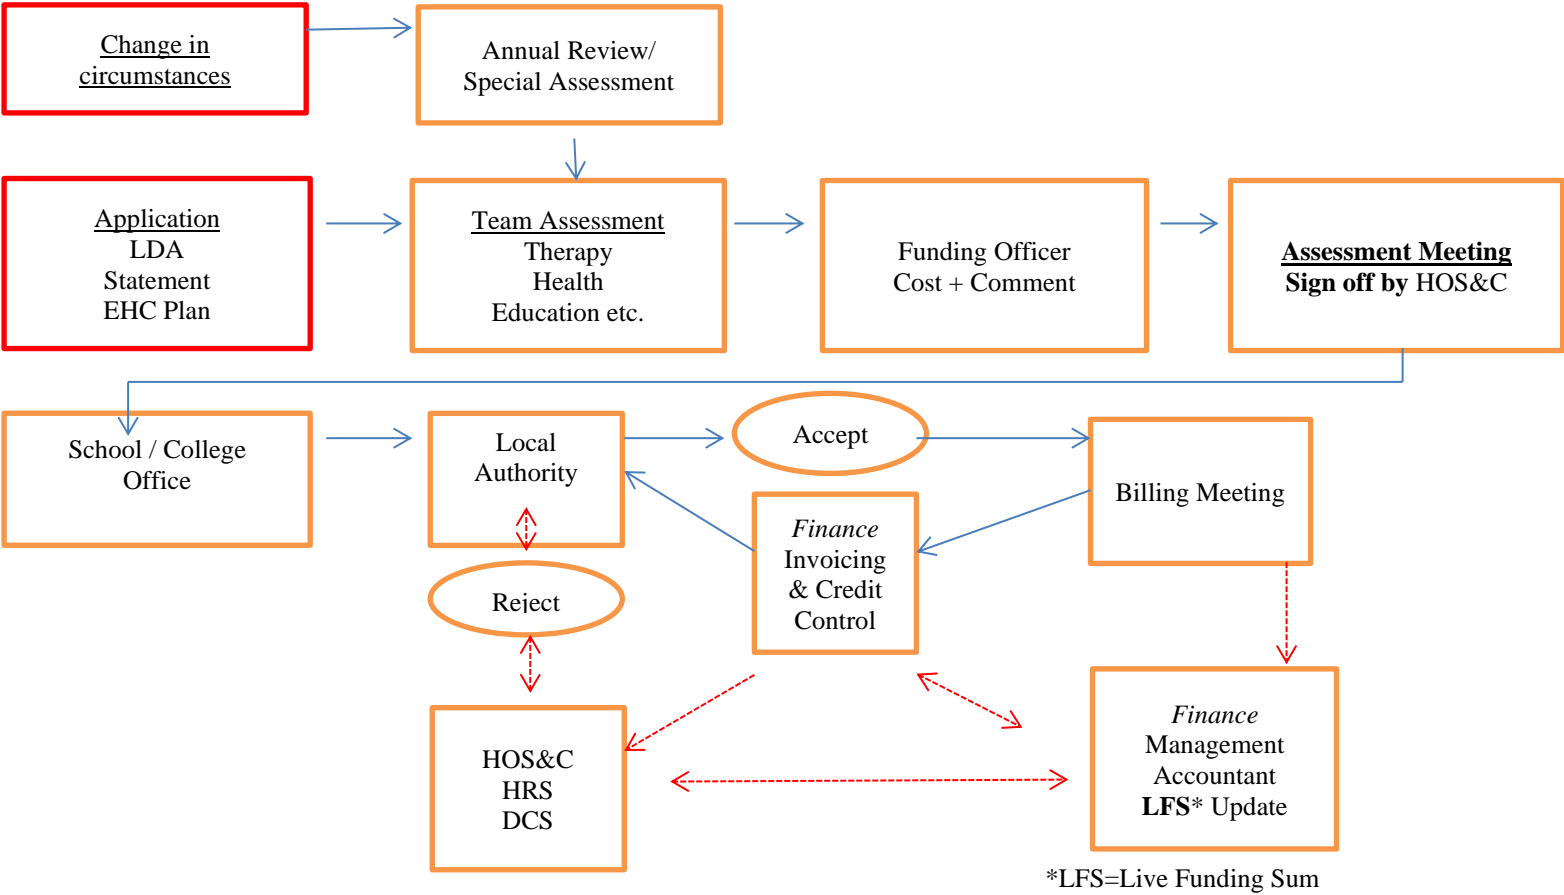 Change in
circumstances
Annual Review/
Special Assessment
Application
LDA
Statement
EHC Plan
Team Assessment
Therapy
Health
Education etc.
Funding Officer
Cost + Comment
Assessment Meeting
Sign off by HOS&C
School / College
Office
Local
Authority
Accept
Billing Meeting
Finance
Invoicing
& Credit
Control
Reject
HOS&C
HRS
DCS
Finance
Management
Accountant
LFS* Update
*LFS=Live Funding Sum